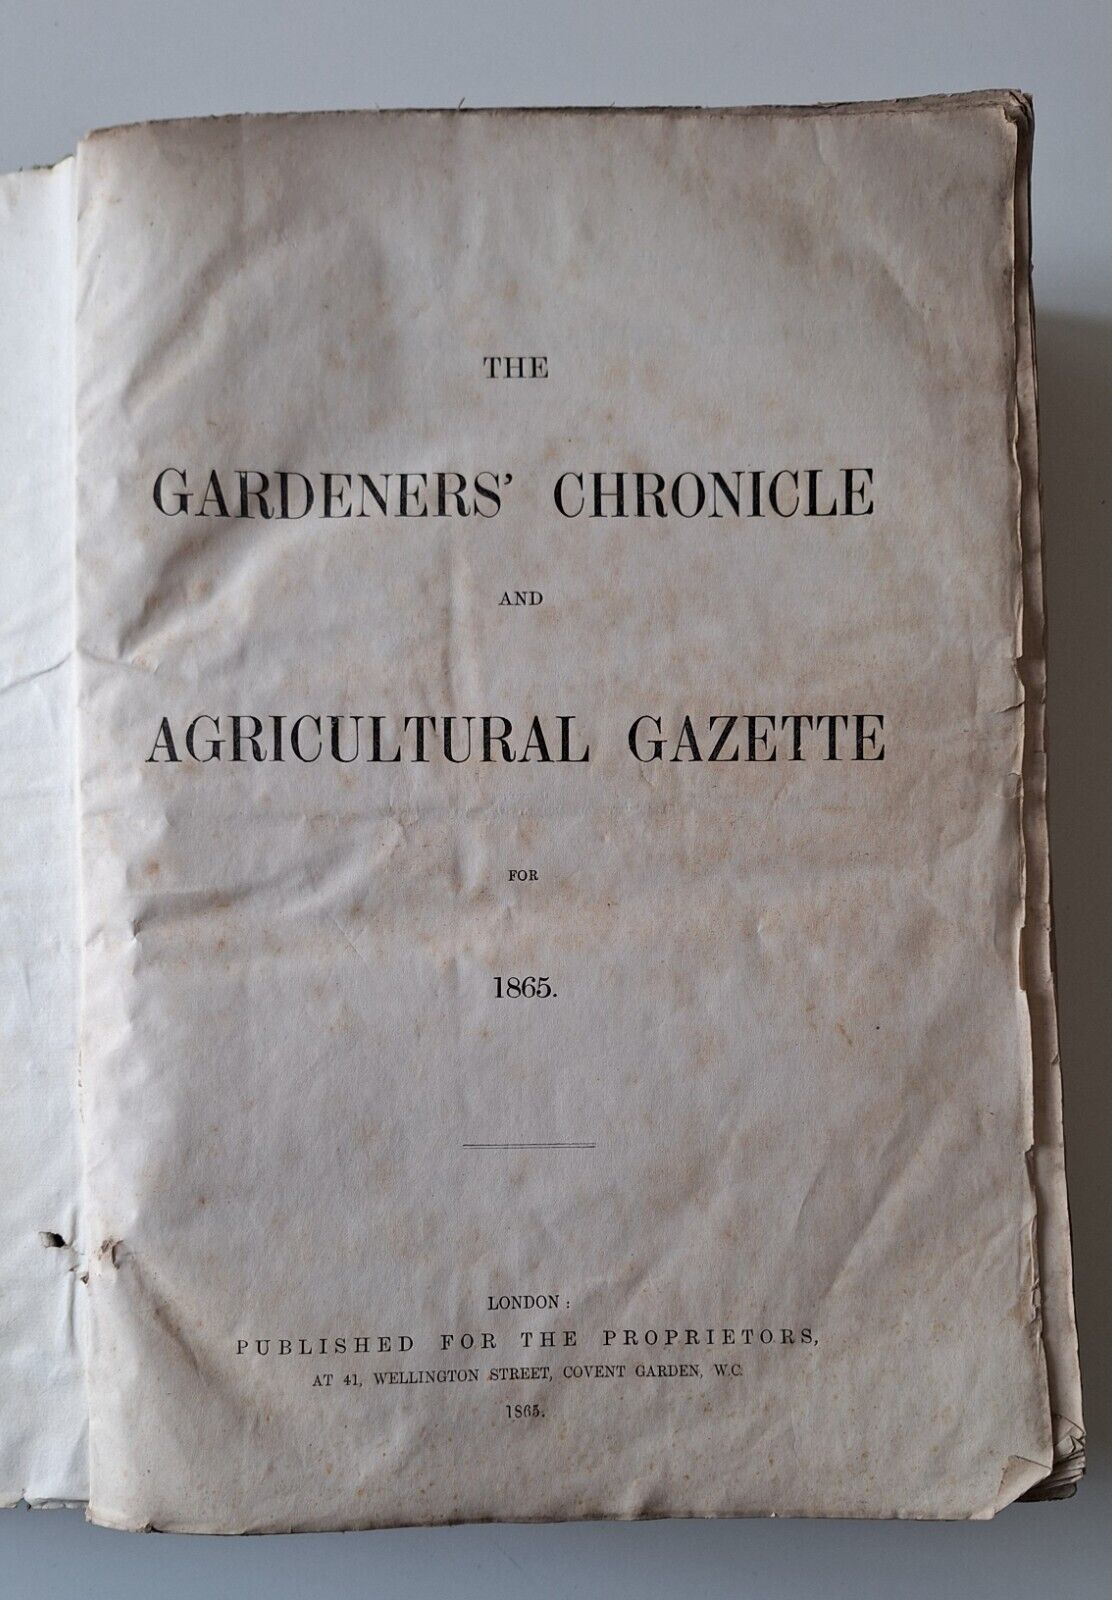 THE
GARDENERS' CHRONICLE
AND
AGRICULTURAL GAZETTE
FOR
1865.
LONDON:
PUBLISHED FOR THE PROPRIETORS,
AT 41, WELLINGTON STREET, COVENT GARDEN, W.C.
1865.